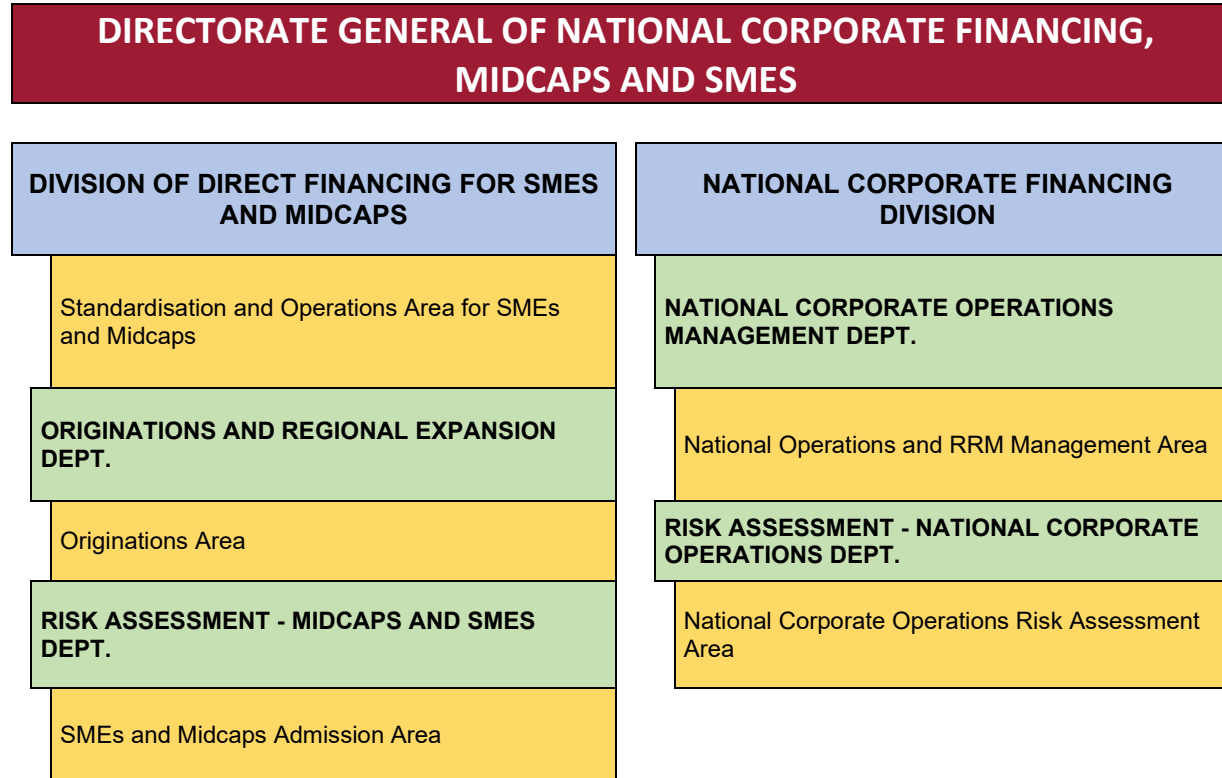 DIRECTORATE GENERAL OF NATIONAL CORPORATE FINANCING,
MIDCAPS AND SMES
DIVISION OF DIRECT FINANCING FOR SMES
AND MIDCAPS
Standardisation and Operations Area for SMEs
and Midcaps
ORIGINATIONS AND REGIONAL EXPANSION
DEPT.
Originations Area
RISK ASSESSMENT - MIDCAPS AND SMES
DEPT.
SMEs and Midcaps Admission Area
NATIONAL CORPORATE FINANCING
DIVISION
NATIONAL CORPORATE OPERATIONS
MANAGEMENT DEPT.
National Operations and RRM Management Area
RISK ASSESSMENT - NATIONAL CORPORATE
OPERATIONS DEPT.
National Corporate Operations Risk Assessment
Area